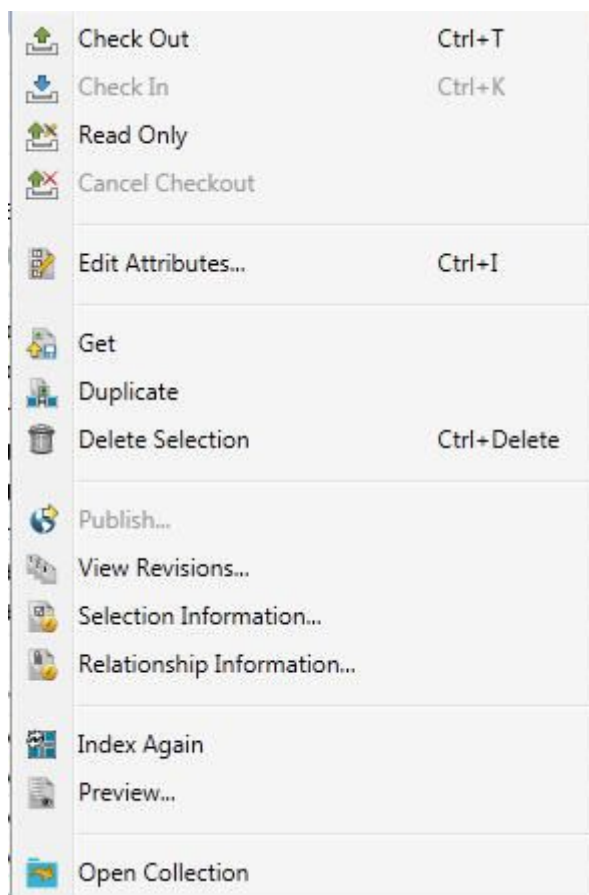 Check Out Ctrl+T
Check In Ctrl+K
Read Only
Cancel Checkout
Edit Attributes... Ctrl+I
Get
Duplicate
Delete Selection Ctrl+Delete
Publish...
View Revisions...
Selection Information...
Relationship Information...
Index Again
Preview...
Open Collection